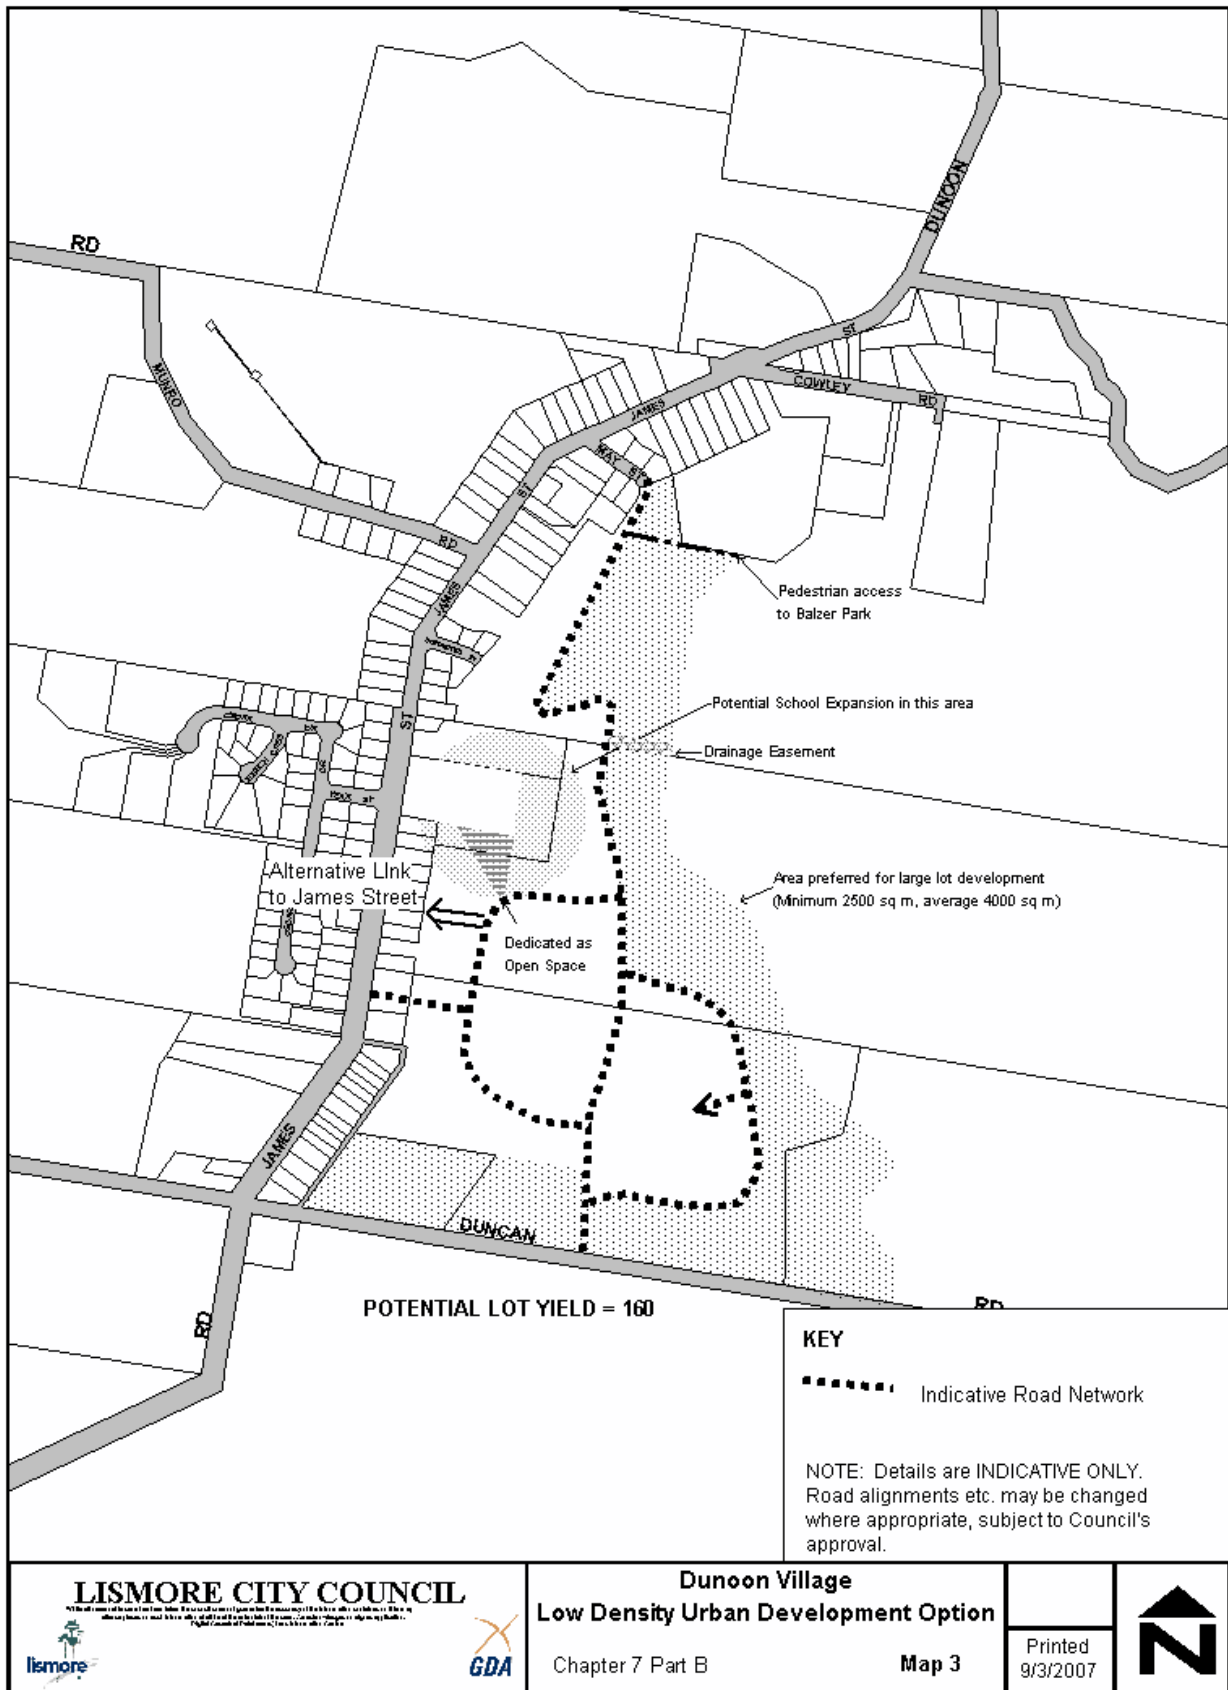 DUNOON
RD
ST
MUNRO
COWLEY
RD
JAMES
MAY ST
ST
RD
Pedestrian access
to Balzer Park
JAMES
Potential School Expansion in this area
ST
Drainage Easement
Alternative LInk
to James Street
Area preferred for large lot development
(Minimum 2500 sq m, average 4000 sq m)
Dedicated as
Open Space
JAMES
DUNCAN
RD
POTENTIAL LOT YIELD = 160
RD
KEY
Indicative Road Network
NOTE: Details are INDICATIVE ONLY.
Road alignments etc. may be changed
where appropriate, subject to Council's
approval.
LISMORE CITY COUNCIL
lismore
GDA
Dunoon Village
Low Density Urban Development Option
Chapter 7 Part B
Map 3
Printed
9/3/2007
N